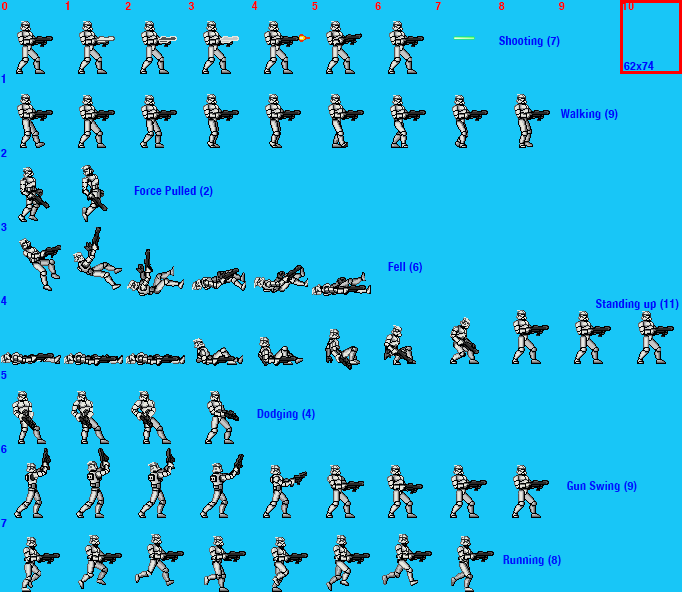 0 1 2 3 4 5 6 7 8 9 10
Shooting (7)
62x74
1
Walking (9)
2
Force Pulled (2)
3
Fell (6)
4
Standing up (11)
5
Dodging (4)
6
Gun Swing (9)
7
Running (8)